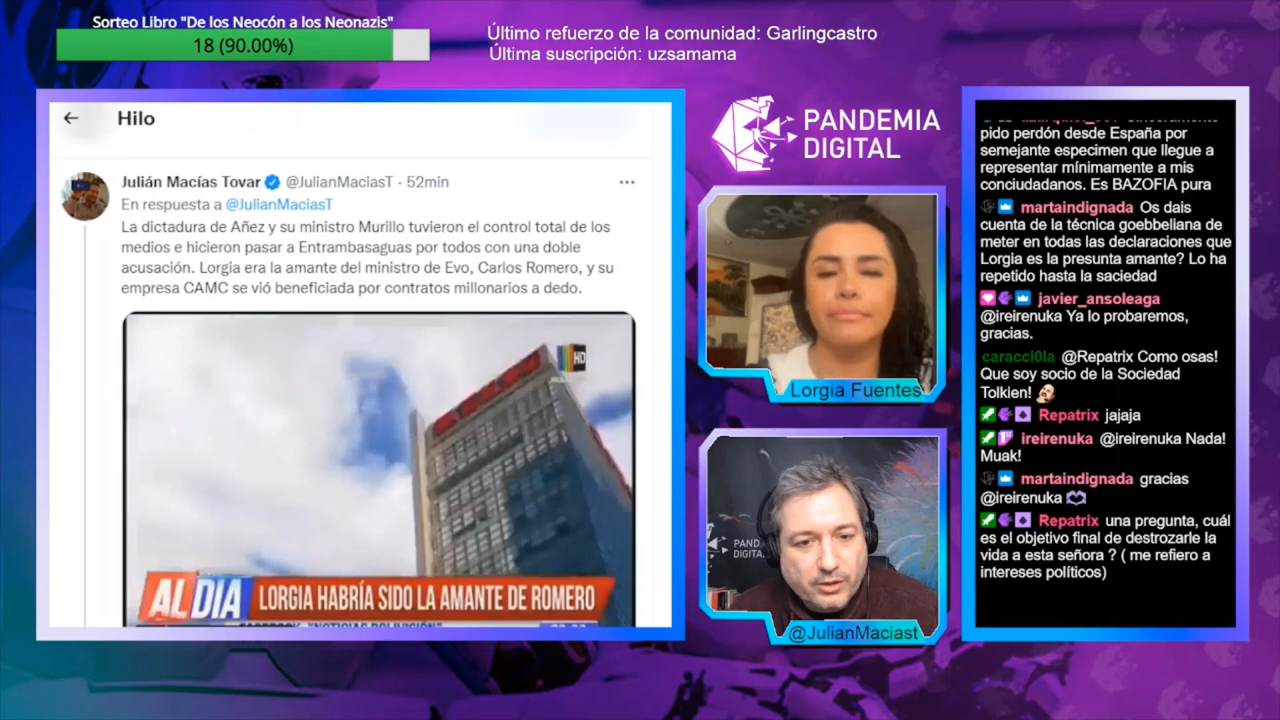 Sorteo Libro "De los Neocón a los Neonazis"
18 (90.00%)
Último refuerzo de la comunidad: Garlingcastro
Última suscripción: uzsamama
Hilo
Julián Macías Tovar @JulianMaciasT · 52min
En respuesta a @JulianMaciasT
La dictadura de Añez y su ministro Murillo tuvieron el control total de los
medios e hicieron pasar a Entrambasaguas por todos con una doble
acusación. Lorgia era la amante del ministro de Evo, Carlos Romero, y su
empresa CAMC se vió beneficiada por contratos millonarios a dedo.
HD
AL DIA
LORGIA HABRÍA SIDO LA AMANTE DE ROMERO
PANDEMIA
DIGITAL
Lorgia Fuentes
PAND
DIGITA
@JulianMaciast
pido perdón desde España por
semejante especimen que llegue a
representar mínimamente a mis
conciudadanos. Es BAZOFIA pura
martaindignada Os dais
cuenta de la técnica goebbeliana de
meter en todas las declaraciones que
Lorgia es la presunta amante? Lo ha
repetido hasta la saciedad
javier_ansoleaga
@ireirenuka Ya lo probaremos,
gracias.
caracci0la @Repatrix Como osas!
Que soy socio de la Sociedad
Tolkien!
Repatrix jajaja
ireirenuka @ireirenuka Nada!
Muak!
martaindignada gracias
@ireirenuka
Repatrix una pregunta, cuál
es el objetivo final de destrozarle la
vida a esta señora ? ( me refiero a
intereses políticos)